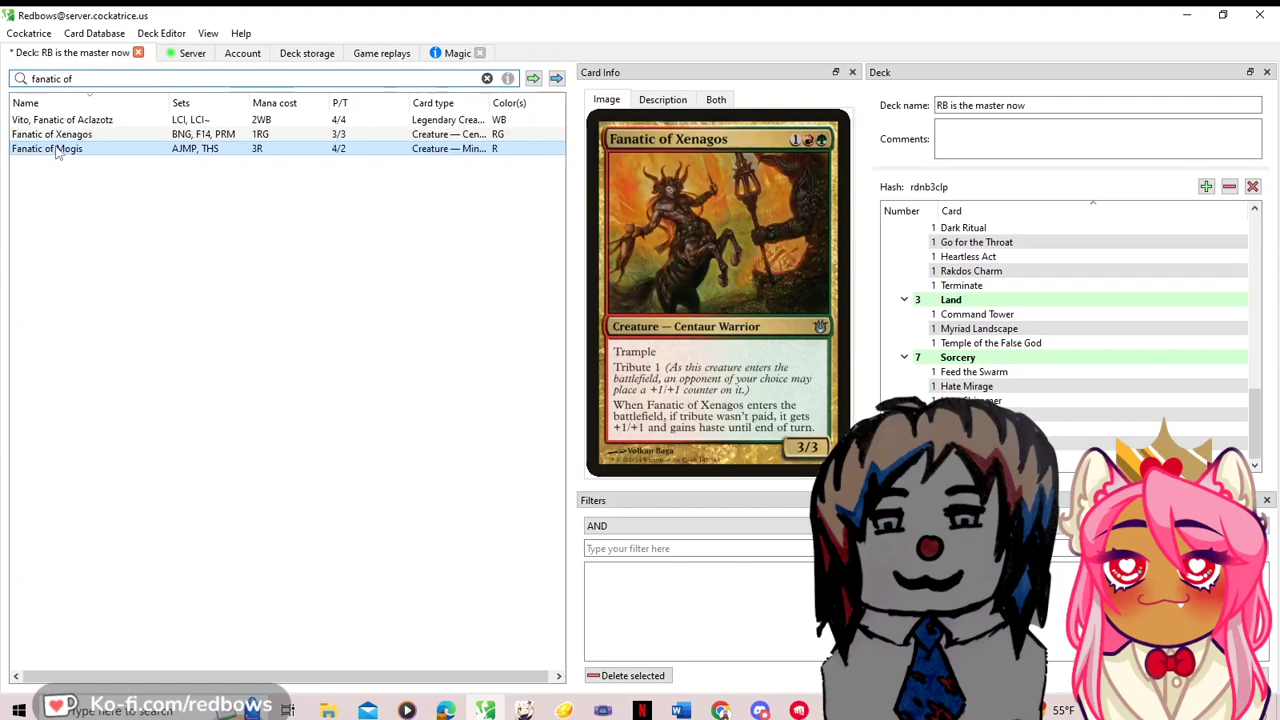 Redbows@server.cockatrice.us
Cockatrice Card Database Deck Editor View Help
* Deck: RB is the master now Server Account Deck storage Game replays Magic
fanatic of
Name Sets Mana cost P/T Card type Color(s)
Vito, Fanatic of Aclazotz LCI, LCI~ 2WB 4/4 Legendary Crea... WB
Fanatic of Xenagos BNG, F14, PRM 1RG 3/3 Creature — Cen... RG
Fanatic of Mogis AJMP, THS 3R 4/2 Creature — Min... R
Card Info
Image Description Both
Fanatic of Xenagos 1
Creature — Centaur Warrior
Trample
Tribute 1 (As this creature enters the
battlefield, an opponent of your choice may
place a +1/+1 counter on it.)
When Fanatic of Xenagos enters the
battlefield, if tribute wasn't paid, it gets
+1/+1 and gains haste until end of turn.
Volkan Baga
3/3
Filters
AND
Type your filter here
Delete selected
Deck
Deck name: RB is the master now
Comments:
Hash: rdnb3clp
Number Card
1 Dark Ritual
1 Go for the Throat
1 Heartless Act
1 Rakdos Charm
1 Terminate
3 Land
1 Command Tower
1 Myriad Landscape
1 Temple of the False God
7 Sorcery
1 Feed the Swarm
1 Hate Mirage
Ko-fi.com/redbows
here to search
55°F